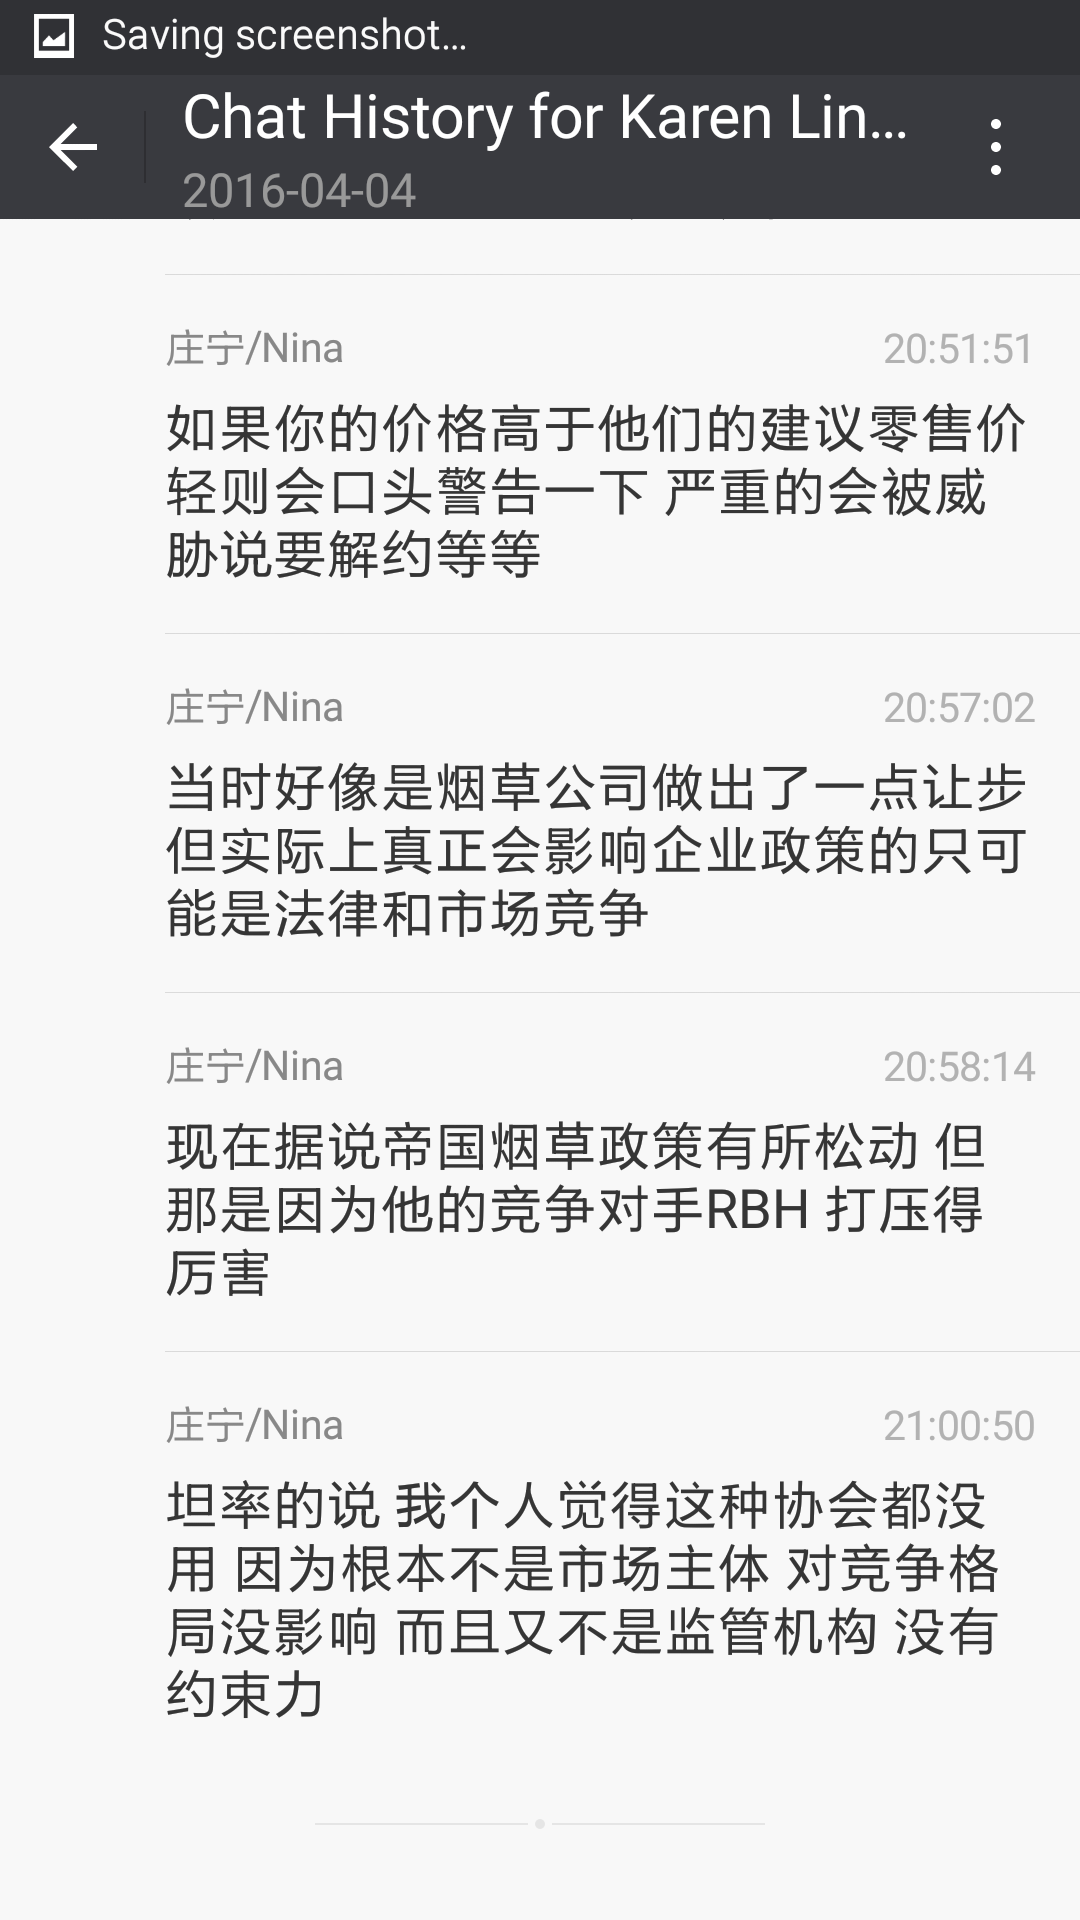 Saving screenshot...
Chat History for Karen Lin...
2016-04-04
庄宁/Nina
20:51:51
如果你的价格高于他们的建议零售价
轻则会口头警告一下 严重的会被威
胁说要解约等等
庄宁/Nina
20:57:02
当时好像是烟草公司做出了一点让步
但实际上真正会影响企业政策的只可
能是法律和市场竞争
庄宁/Nina
20:58:14
现在据说帝国烟草政策有所松动 但
那是因为他的竞争对手RBH 打压得
厉害
庄宁/Nina
21:00:50
坦率的说 我个人觉得这种协会都没
用 因为根本不是市场主体 对竞争格
局没影响 而且又不是监管机构 没有
约束力